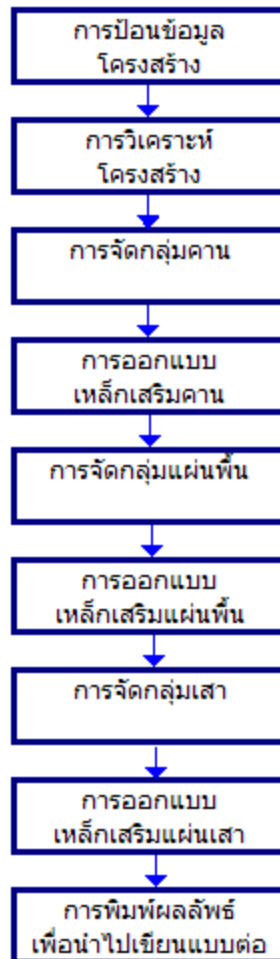 การป้อนข้อมูล
โครงสร้าง
การวิเคราะห์
โครงสร้าง
การจัดกลุ่มคาน
การออกแบบ
เหล็กเสริมคาน
การจัดกลุ่มแผ่นพื้น
การออกแบบ
เหล็กเสริมแผ่นพื้น
การจัดกลุ่มเสา
การออกแบบ
เหล็กเสริมแผ่นเสา
การพิมพ์ผลลัพธ์
เพื่อนำไปเขียนแบบต่อ